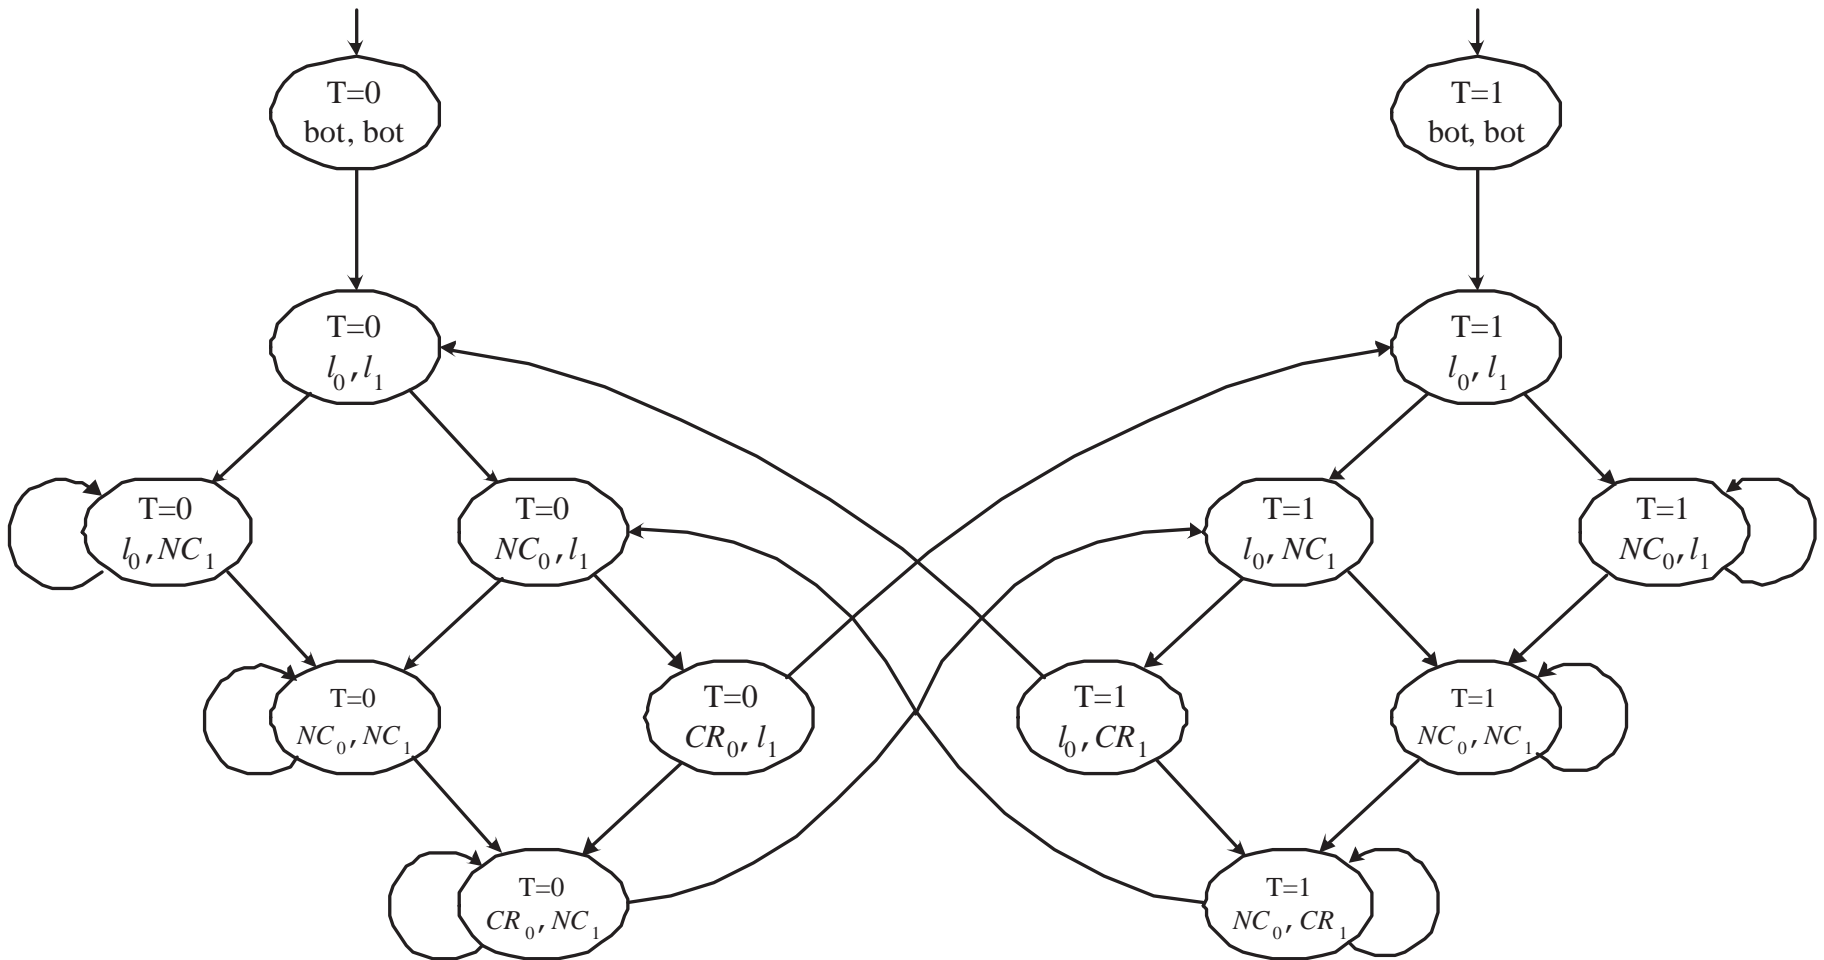 T=0
bot, bot
T=1
bot, bot
T=0
l₀, l₁
T=1
l₀, l₁
T=0
l₀, NC₁
T=0
NC₀, l₁
T=1
l₀, NC₁
T=1
NC₀, l₁
T=0
NC₀, NC₁
T=0
CR₀, l₁
T=1
l₀, CR₁
T=1
NC₀, NC₁
T=0
CR₀, NC₁
T=1
NC₀, CR₁